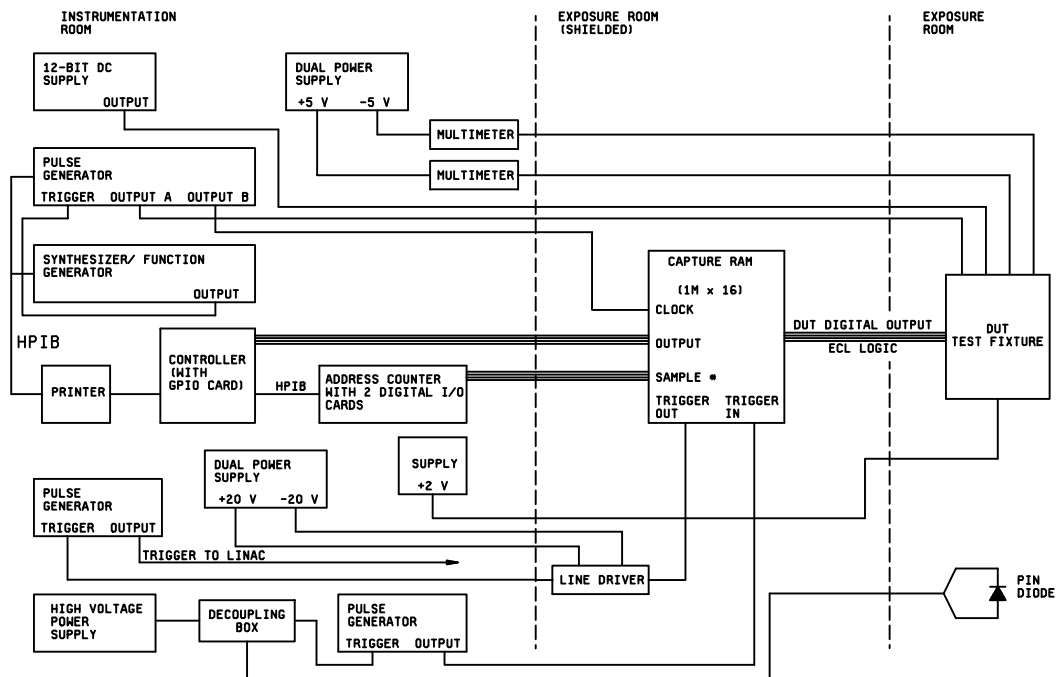 INSTRUMENTATION
ROOM
EXPOSURE ROOM
(SHIELDED)
EXPOSURE
ROOM
12-BIT DC
SUPPLY
OUTPUT
DUAL POWER
SUPPLY
+5 V -5 V
MULTIMETER
MULTIMETER
PULSE
GENERATOR
TRIGGER OUTPUT A OUTPUT B
SYNTHESIZER/ FUNCTION
GENERATOR
OUTPUT
CAPTURE RAM
(1M x 16)
CLOCK
OUTPUT
SAMPLE #
TRIGGER
OUT
TRIGGER
IN
DUT DIGITAL OUTPUT
ECL LOGIC
DUT
TEST FIXTURE
HPIB
PRINTER
CONTROLLER
(WITH
GPIO CARD)
HPIB
ADDRESS COUNTER
WITH 2 DIGITAL I/O
CARDS
DUAL POWER
SUPPLY
+20 V -20 V
SUPPLY
+2 V
PULSE
GENERATOR
TRIGGER OUTPUT
TRIGGER TO LINAC
LINE DRIVER
PIN
DIODE
HIGH VOLTAGE
POWER
SUPPLY
DECOUPLING
BOX
PULSE
GENERATOR
TRIGGER OUTPUT